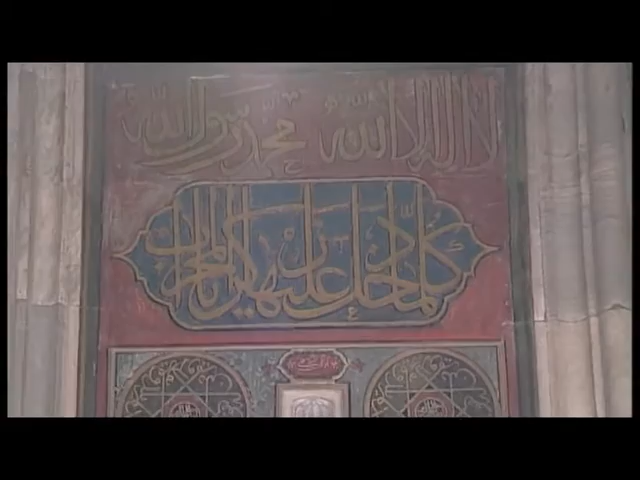 لا إله إلا الله محمد رسول الله
كلما دخل عليها زكريا المحراب